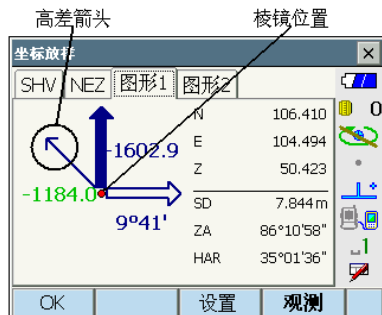 高差箭头 棱镜位置
坐标放样
SHV NEZ 图形1 图形2
N 106.410
E 104.494
Z 50.423
SD 7.844m
ZA 86°10'58"
HAR 35°01'36"
-1602.9
-1184.0
9°41'
0
1
OK 设置 观测